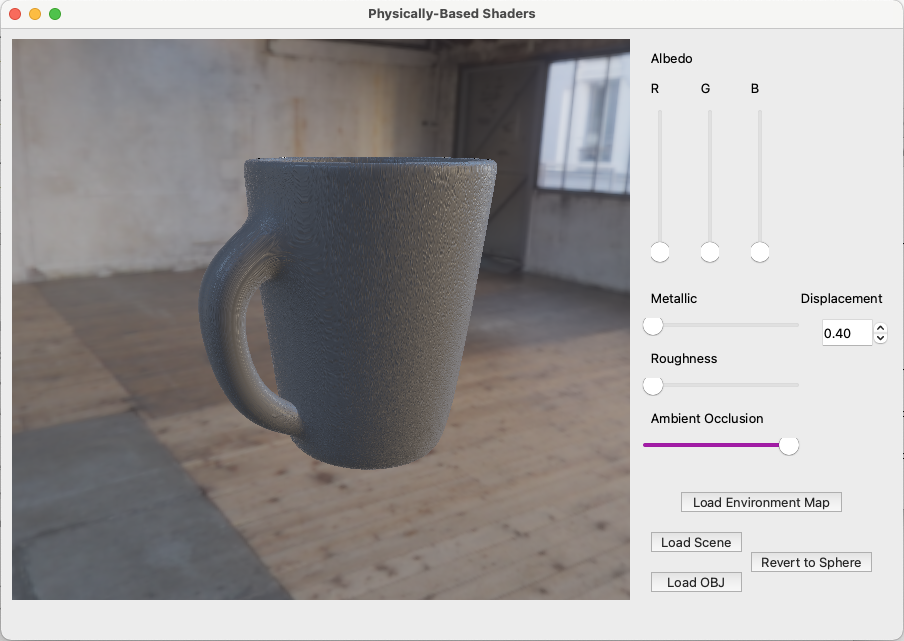 Physically-Based Shaders
Albedo
R G B
Metallic Displacement
0.40
Roughness
Ambient Occlusion
Load Environment Map
Load Scene
Revert to Sphere
Load OBJ